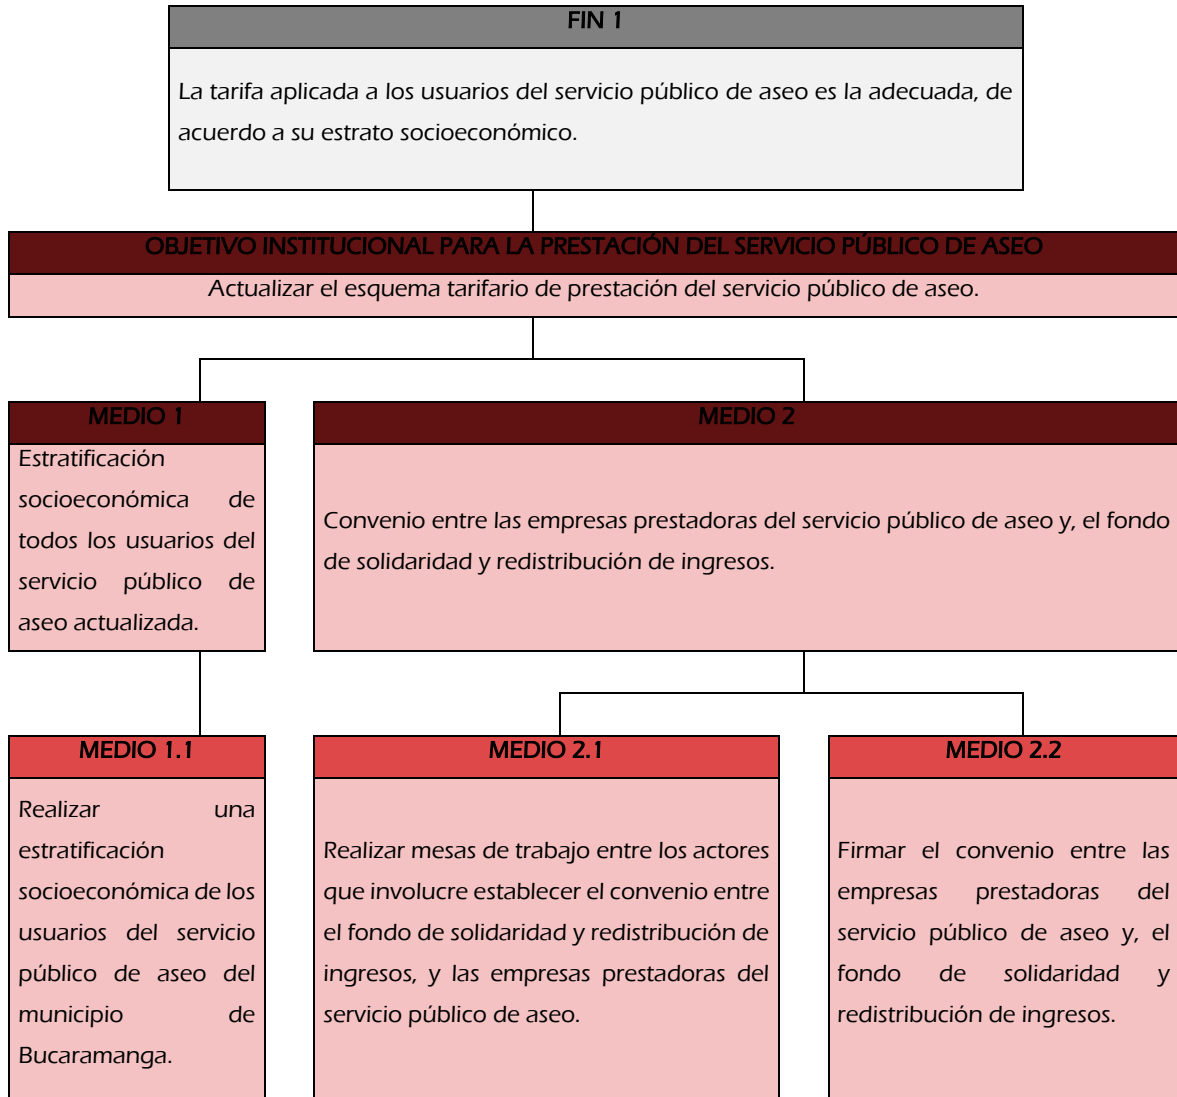 FIN 1
La tarifa aplicada a los usuarios del servicio público de aseo es la adecuada, de
acuerdo a su estrato socioeconómico.
OBJETIVO INSTITUCIONAL PARA LA PRESTACIÓN DEL SERVICIO PÚBLICO DE ASEO
Actualizar el esquema tarifario de prestación del servicio público de aseo.
MEDIO 1
Estratificación
socioeconómica de
todos los usuarios del
servicio público de
aseo actualizada.
MEDIO 2
Convenio entre las empresas prestadoras del servicio público de aseo y, el fondo
de solidaridad y redistribución de ingresos.
MEDIO 1.1
Realizar una
estratificación
socioeconómica de los
usuarios del servicio
público de aseo del
municipio de
Bucaramanga.
MEDIO 2.1
Realizar mesas de trabajo entre los actores
que involucre establecer el convenio entre
el fondo de solidaridad y redistribución de
ingresos, y las empresas prestadoras del
servicio público de aseo.
MEDIO 2.2
Firmar el convenio entre las
empresas prestadoras del
servicio público de aseo y, el
fondo de solidaridad y
redistribución de ingresos.